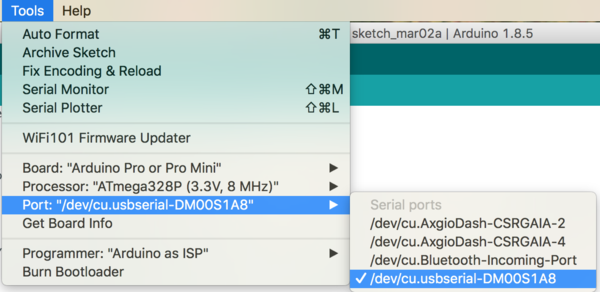 Tools Help
sketch_mar02a | Arduino 1.8.5
Auto Format ⌘T
Archive Sketch
Fix Encoding & Reload
Serial Monitor ⇧⌘M
Serial Plotter ⇧⌘L
WiFi101 Firmware Updater
Board: "Arduino Pro or Pro Mini"
Processor: "ATmega328P (3.3V, 8 MHz)"
Port: "/dev/cu.usbserial-DM00S1A8"
Get Board Info
Programmer: "Arduino as ISP"
Burn Bootloader
Serial ports
/dev/cu.AxgioDash-CSRGAIA-2
/dev/cu.AxgioDash-CSRGAIA-4
/dev/cu.Bluetooth-Incoming-Port
/dev/cu.usbserial-DM00S1A8